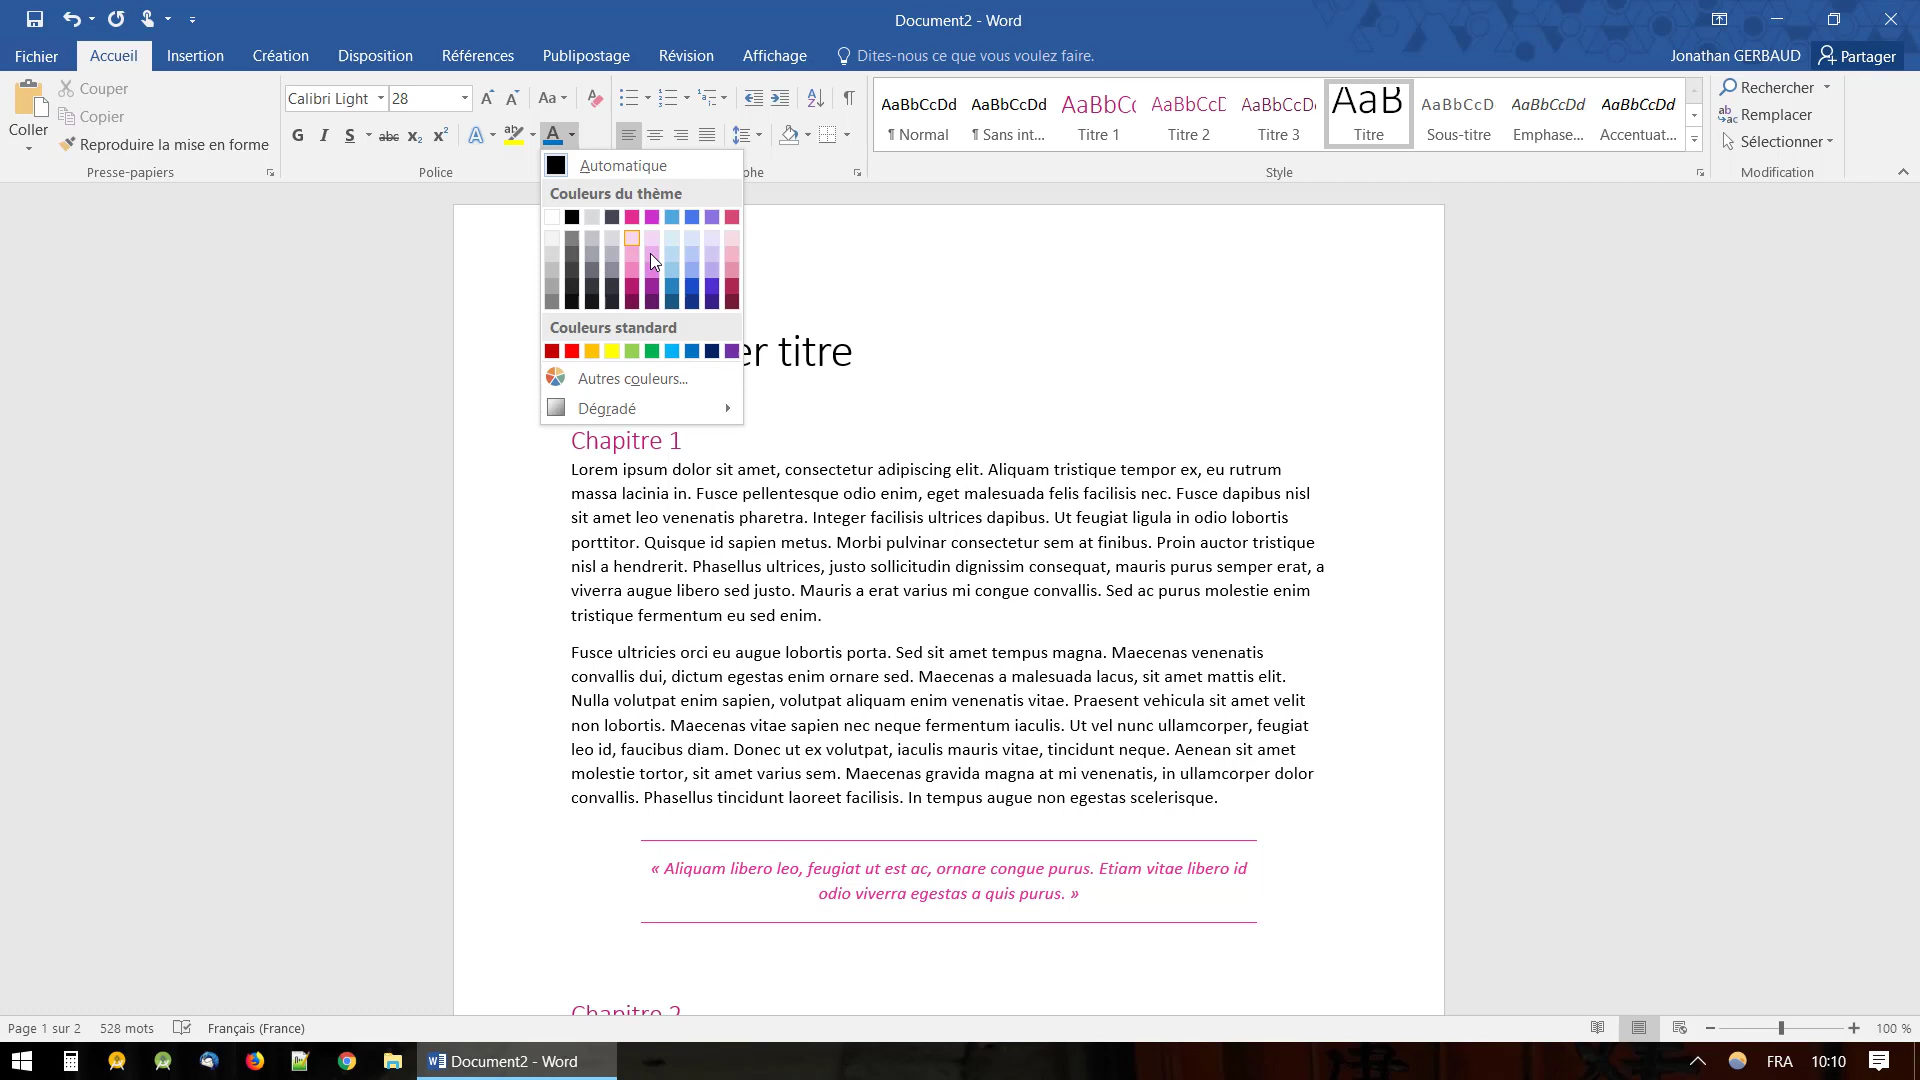 Document2 - Word
Fichier Accueil Insertion Création Disposition Références Publipostage Révision Affichage Dites-nous ce que vous voulez faire. Jonathan GERBAUD Partager
Coller
Couper
Copier
Reproduire la mise en forme
Presse-papiers
Calibri Light 28
Aa
G I S abc X₂ X² A A
Police
AaBbCcDd AaBbCcDd AaBbCc AaBbCcD AaBbCcDd AaB AaBbCcD AaBbCcDd AaBbCcDd
¶ Normal ¶ Sans int... Titre 1 Titre 2 Titre 3 Titre Sous-titre Emphase... Accentuat...
Style
Rechercher
Remplacer
Sélectionner
Modification
Automatique
Couleurs du thème
Couleurs standard
Autres couleurs...
Dégradé
er titre
Chapitre 1
Lorem ipsum dolor sit amet, consectetur adipiscing elit. Aliquam tristique tempor ex, eu rutrum
massa lacinia in. Fusce pellentesque odio enim, eget malesuada felis facilisis nec. Fusce dapibus nisl
sit amet leo venenatis pharetra. Integer facilisis ultrices dapibus. Ut feugiat ligula in odio lobortis
porttitor. Quisque id sapien metus. Morbi pulvinar consectetur sem at finibus. Proin auctor tristique
nisl a hendrerit. Phasellus ultrices, justo sollicitudin dignissim consequat, mauris purus semper erat, a
viverra augue libero sed justo. Mauris a erat varius mi congue convallis. Sed ac purus molestie enim
tristique fermentum eu sed enim.
Fusce ultricies orci eu augue lobortis porta. Sed sit amet tempus magna. Maecenas venenatis
convallis dui, dictum egestas enim ornare sed. Maecenas a malesuada lacus, sit amet mattis elit.
Nulla volutpat enim sapien, volutpat aliquam enim venenatis vitae. Praesent vehicula sit amet velit
non lobortis. Maecenas vitae sapien nec neque fermentum iaculis. Ut vel nunc ullamcorper, feugiat
leo id, faucibus diam. Donec ut ex volutpat, iaculis mauris vitae, tincidunt neque. Aenean sit amet
molestie tortor, sit amet varius sem. Maecenas gravida magna at mi venenatis, in ullamcorper dolor
convallis. Phasellus tincidunt laoreet facilisis. In tempus augue non egestas scelerisque.
« Aliquam libero leo, feugiat ut est ac, ornare congue purus. Etiam vitae libero id
odio viverra egestas a quis purus. »
Chapitre 2
Page 1 sur 2 528 mots Français (France) 100 %
Document2 - Word FRA 10:10